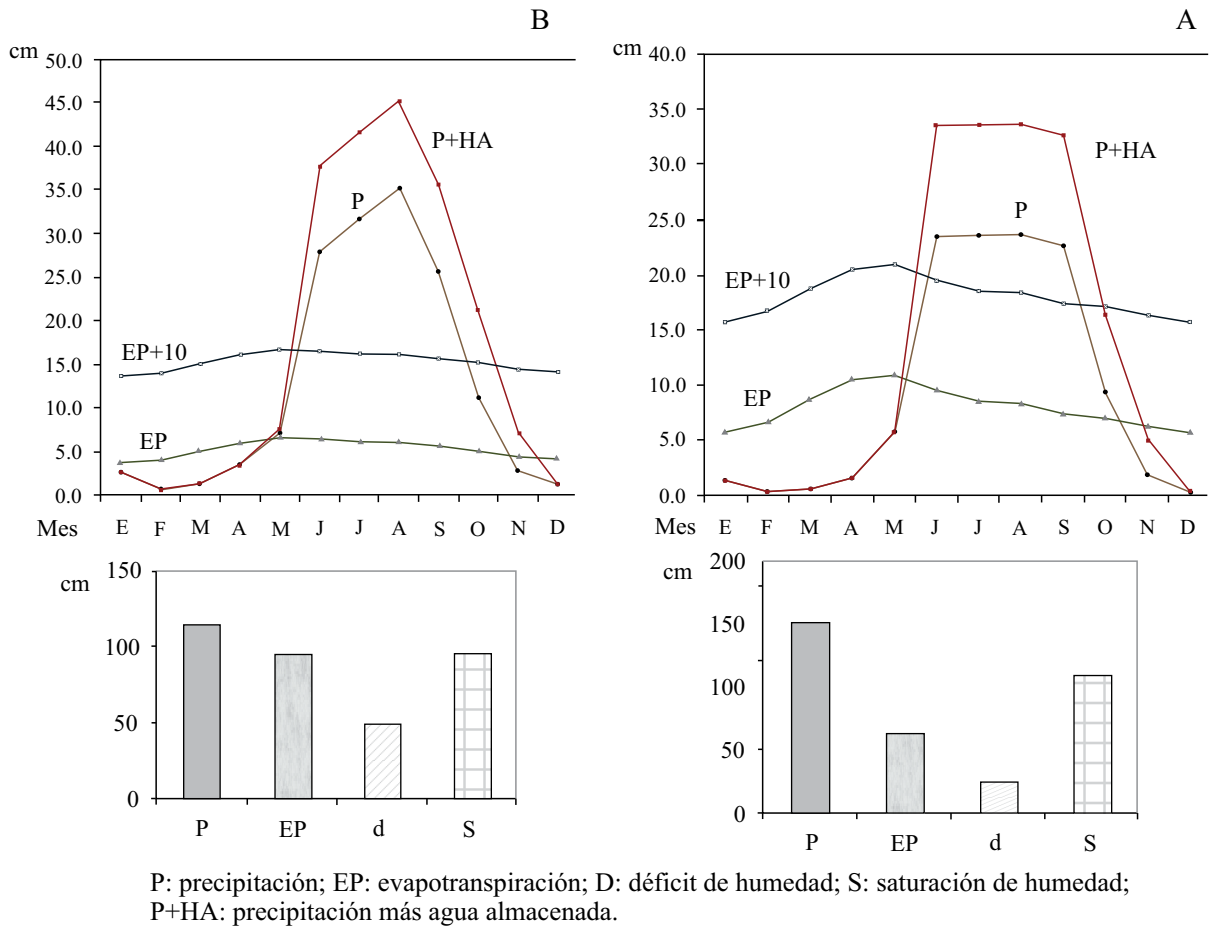 B
cm
50.0
45.0
40.0
35.0
30.0
25.0
20.0
15.0
10.0
5.0
0.0
P+HA
P
EP+10
EP
Mes E F M A M J J A S O N D
A
cm
40.0
35.0
30.0
25.0
20.0
15.0
10.0
5.0
0.0
P+HA
P
EP+10
EP
Mes E F M A M J J A S O N D
cm
150
100
50
0
P EP d S
cm
200
150
100
50
0
P EP d S
P: precipitación; EP: evapotranspiración; D: déficit de humedad; S: saturación de humedad;
P+HA: precipitación más agua almacenada.